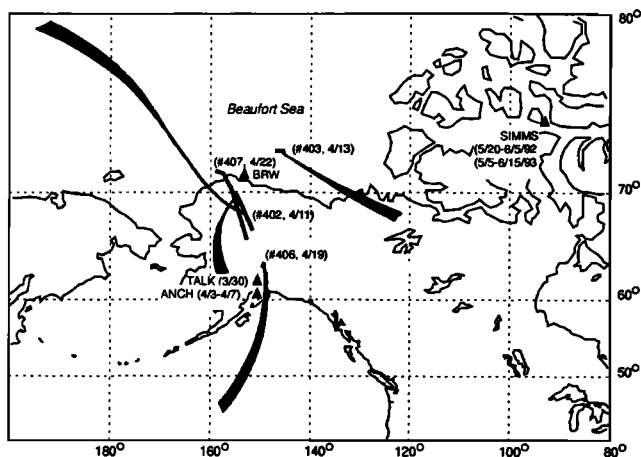 80°
Beaufort Sea
SIMMS
(5/20-6/5/92
(5/5-6/15/93
(#403, 4/13)
(#407, 4/22)
BRW
70°
(#402, 4/11)
(#406, 4/19)
TALK (3/30)
ANCH (4/3-4/7)
60°
50°
180° 160° 140° 120° 100° 80°